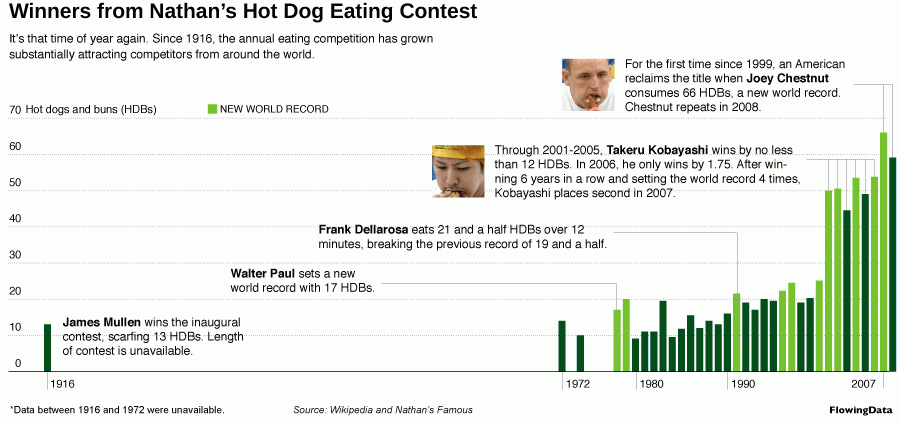 Winners from Nathan's Hot Dog Eating Contest
It's that time of year again. Since 1916, the annual eating competition has grown
substantially attracting competitors from around the world.
For the first time since 1999, an American
reclaims the title when Joey Chestnut
consumes 66 HDBs, a new world record.
Chestnut repeats in 2008.
70 Hot dogs and buns (HDBs)
NEW WORLD RECORD
60
Through 2001-2005, Takeru Kobayashi wins by no less
than 12 HDBs. In 2006, he only wins by 1.75. After win-
ning 6 years in a row and setting the world record 4 times,
Kobayashi places second in 2007.
50
40
Frank Dellarosa eats 21 and a half HDBs over 12
minutes, breaking the previous record of 19 and a half.
30
Walter Paul sets a new
world record with 17 HDBs.
20
James Mullen wins the inaugural
contest, scarfing 13 HDBs. Length
of contest is unavailable.
10
0
1916
1972
1980
1990
2007
*Data between 1916 and 1972 were unavailable.
Source: Wikipedia and Nathan's Famous
FlowingData